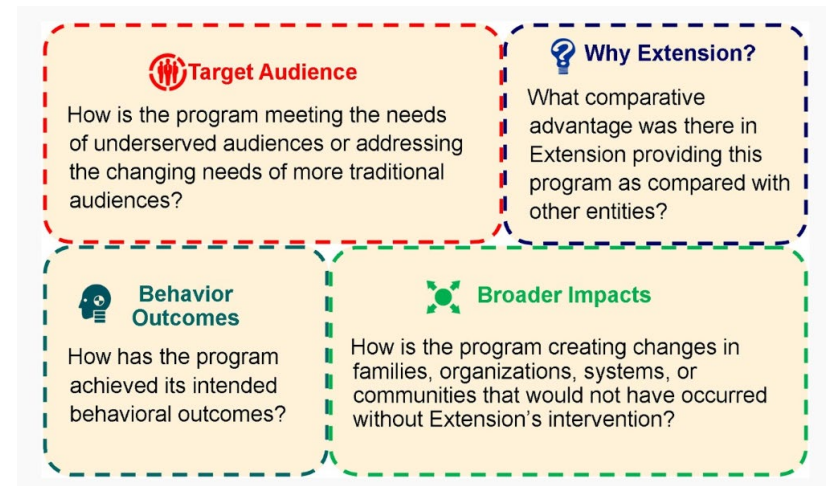 Target Audience
How is the program meeting the needs
of underserved audiences or addressing
the changing needs of more traditional
audiences?
Why Extension?
What comparative
advantage was there in
Extension providing this
program as compared with
other entities?
Behavior
Outcomes
How has the program
achieved its intended
behavioral outcomes?
Broader Impacts
How is the program creating changes in
families, organizations, systems, or
communities that would not have occurred
without Extension’s intervention?